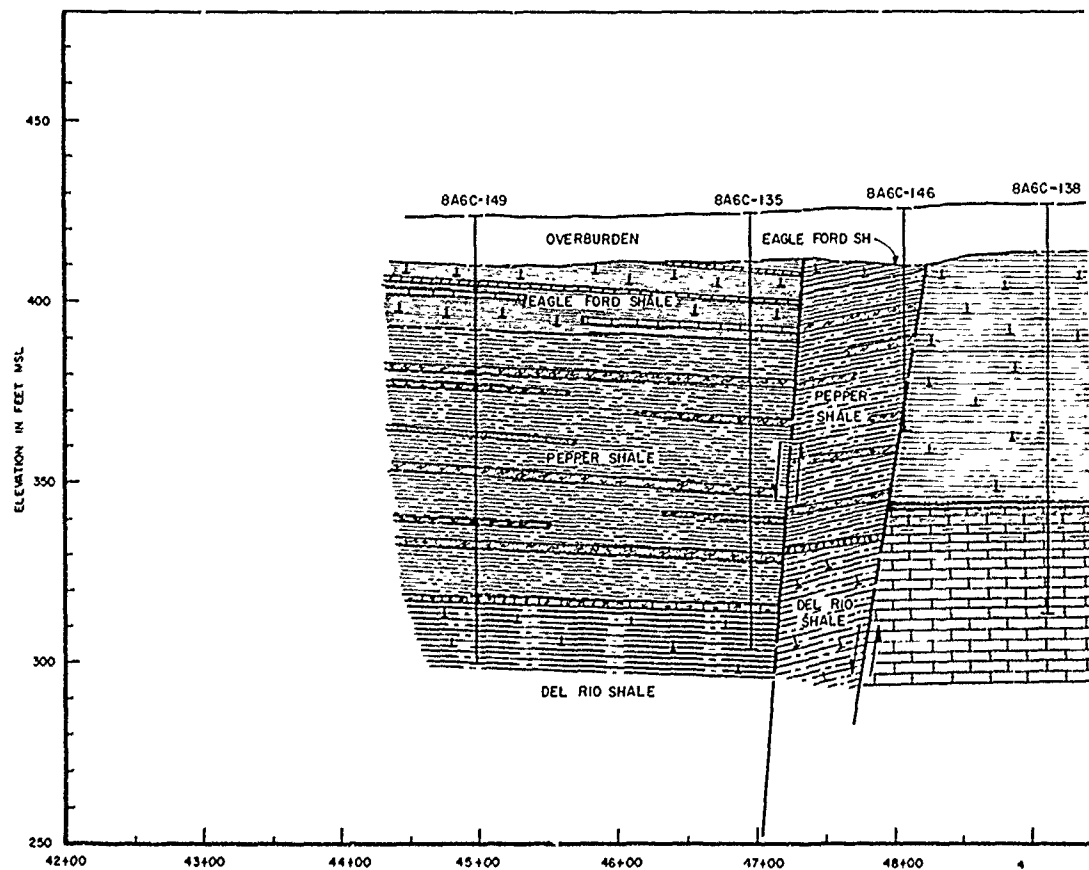 450
8A6C-149
8A6C-135
8A6C-146
8A6C-138
OVERBURDEN
EAGLE FORD SH
400
EAGLE FORD SHALE
PEPPER
SHALE
PEPPER SHALE
ELEVATION IN FEET MSL
350
DEL RIO
SHALE
300
DEL RIO SHALE
250
42+00
43+00
44+00
45+00
46+00
47+00
48+00
4